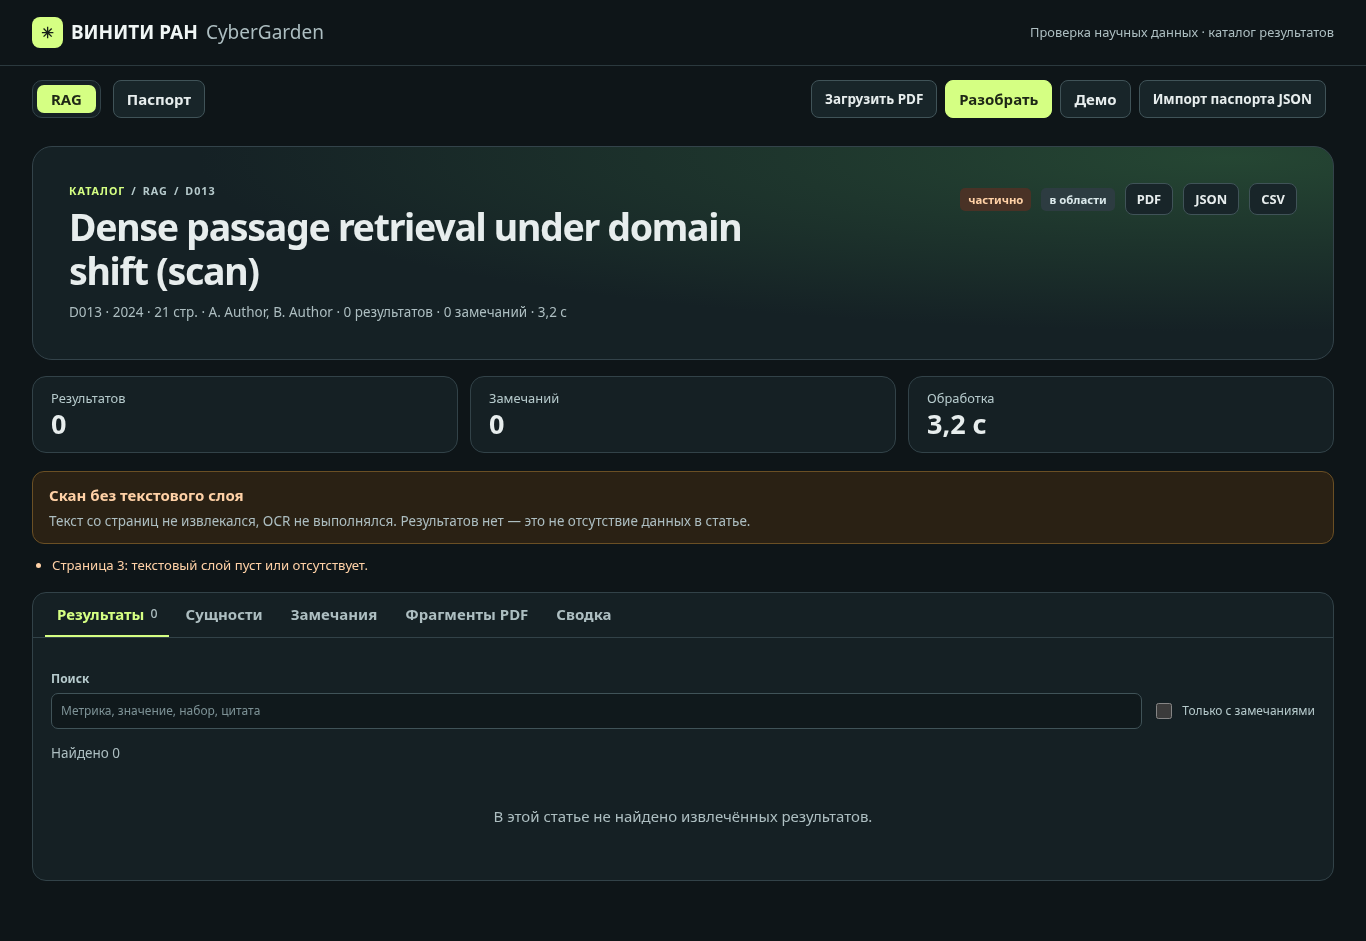 ВИНИТИ РАН CyberGarden
Проверка научных данных · каталог результатов
RAG
Паспорт
Загрузить PDF
Разобрать
Демо
Импорт паспорта JSON
КАТАЛОГ / RAG / D013
частично
в области
PDF
JSON
CSV
Dense passage retrieval under domain
shift (scan)
D013 · 2024 · 21 стр. · A. Author, B. Author · 0 результатов · 0 замечаний · 3,2 с
Результатов
0
Замечаний
0
Обработка
3,2 с
Скан без текстового слоя
Текст со страниц не извлекался, OCR не выполнялся. Результатов нет — это не отсутствие данных в статье.
Страница 3: текстовый слой пуст или отсутствует.
Результаты 0
Сущности
Замечания
Фрагменты PDF
Сводка
Поиск
Метрика, значение, набор, цитата
Только с замечаниями
Найдено 0
В этой статье не найдено извлечённых результатов.